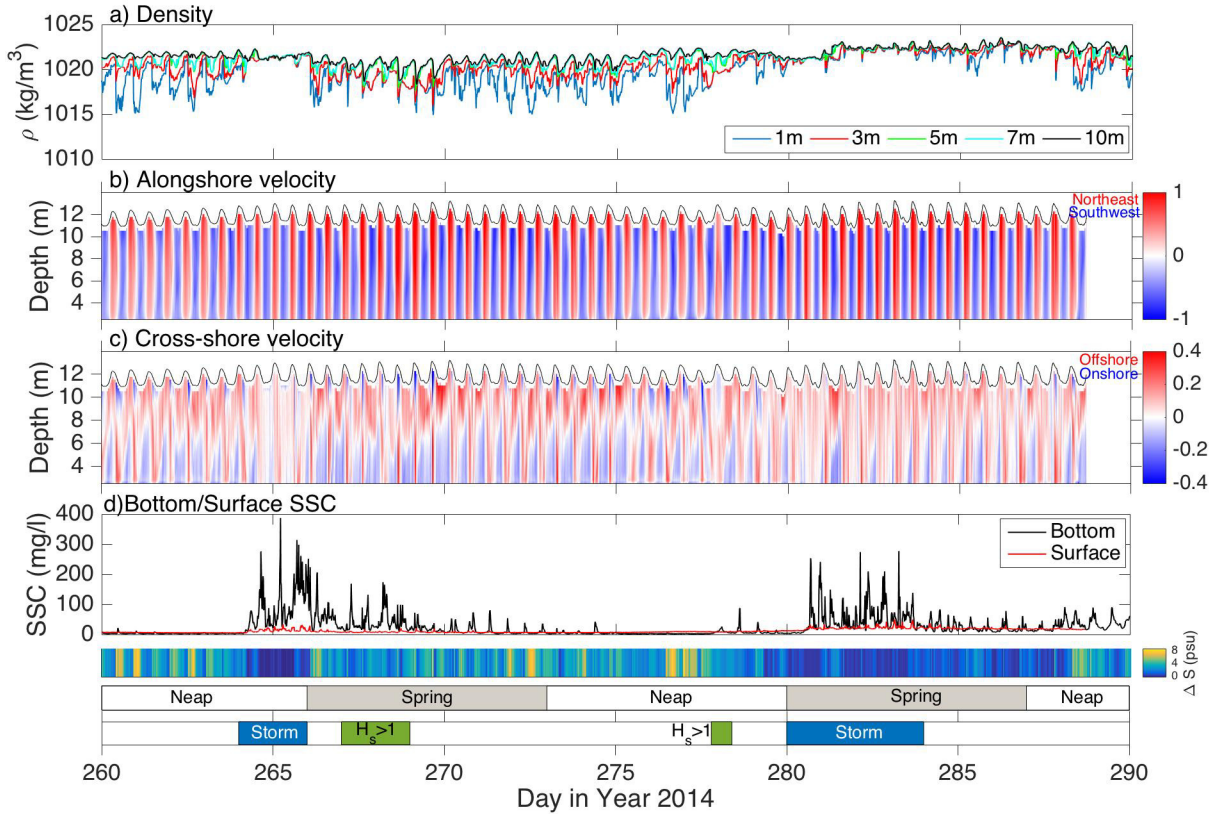 a) Density
1025
1020
1015
1010
ρ (kg/m³)
1m 3m 5m 7m 10m
b) Alongshore velocity
12
10
8
6
4
Depth (m)
Northeast
Southwest
1
0
-1
c) Cross-shore velocity
12
10
8
6
4
Depth (m)
Offshore
Onshore
0.4
0.2
0
-0.2
-0.4
d)Bottom/Surface SSC
400
300
200
100
0
SSC (mg/l)
Bottom
Surface
8
4
0
Δ S (psu)
Neap Spring Neap Spring Neap
Storm H_s>1 H_s>1 Storm
260 265 270 275 280 285 290
Day in Year 2014